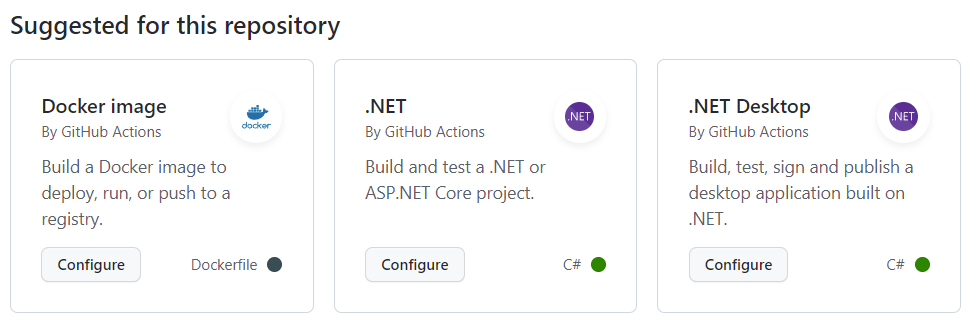 Suggested for this repository
Docker image
By GitHub Actions
docker
Build a Docker image to
deploy, run, or push to a
registry.
Configure
Dockerfile
.NET
By GitHub Actions
.NET
Build and test a .NET or
ASP.NET Core project.
Configure
C#
.NET Desktop
By GitHub Actions
.NET
Build, test, sign and publish a
desktop application built on
.NET.
Configure
C#